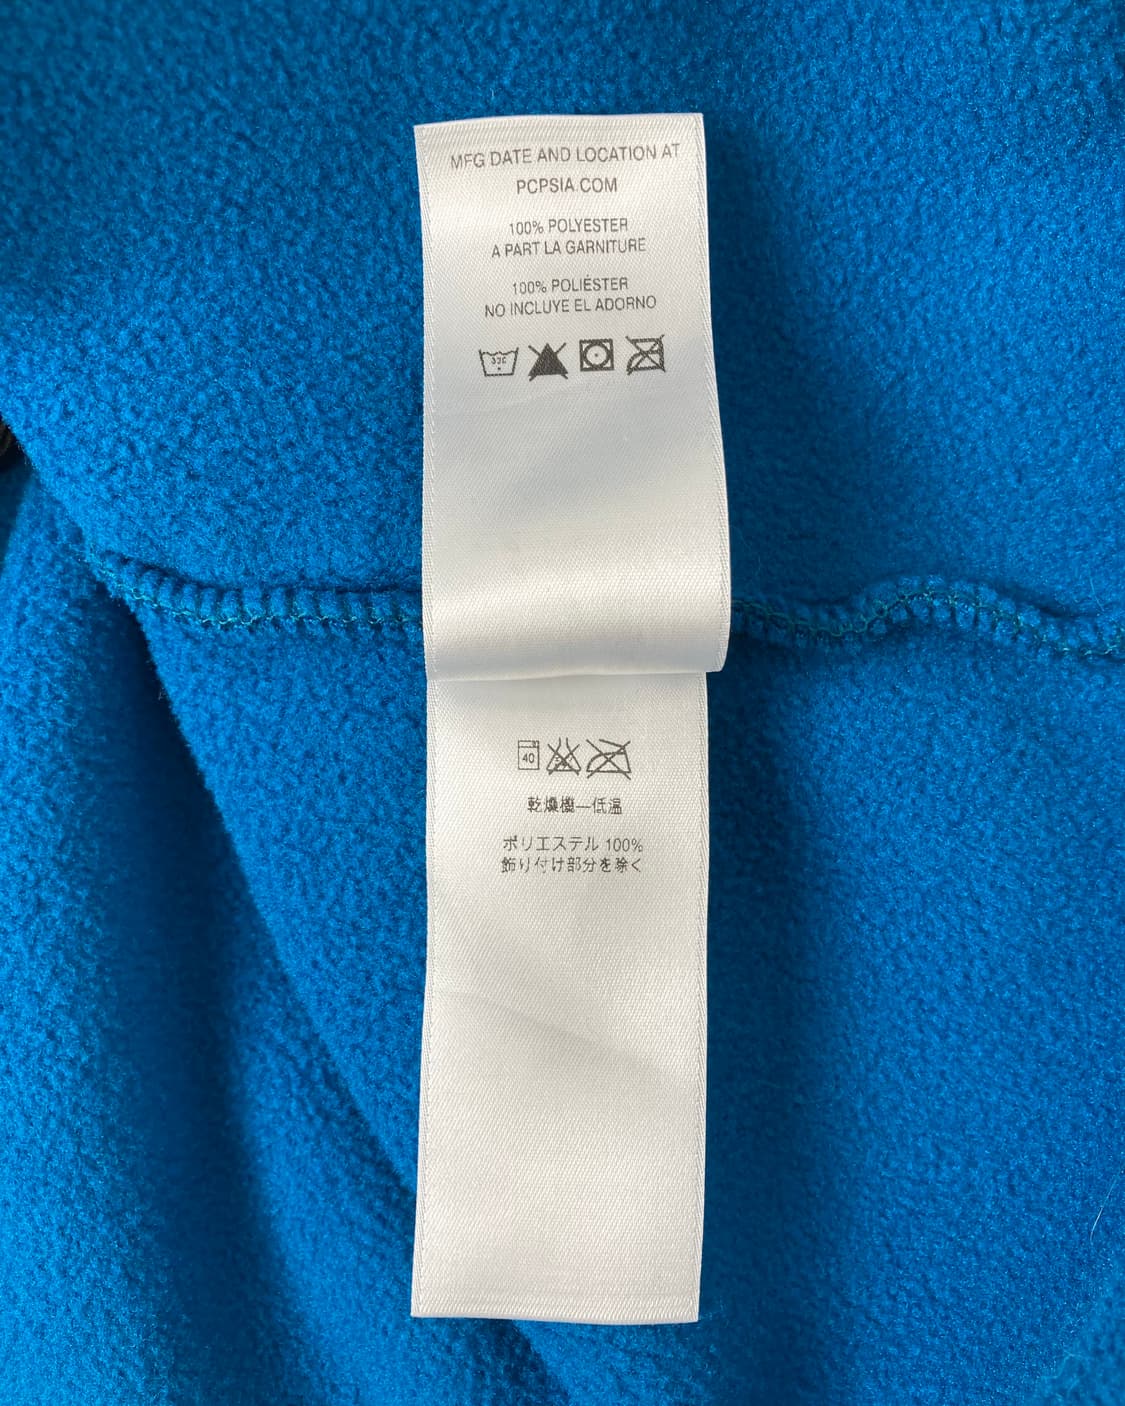 MFG DATE AND LOCATION AT
PCPSIA.COM
100% POLYESTER
A PART LA GARNITURE
100% POLIÉSTER
NO INCLUYE EL ADORNO
40
乾燥機—低温
ポリエステル 100%
飾り付け部分を除く